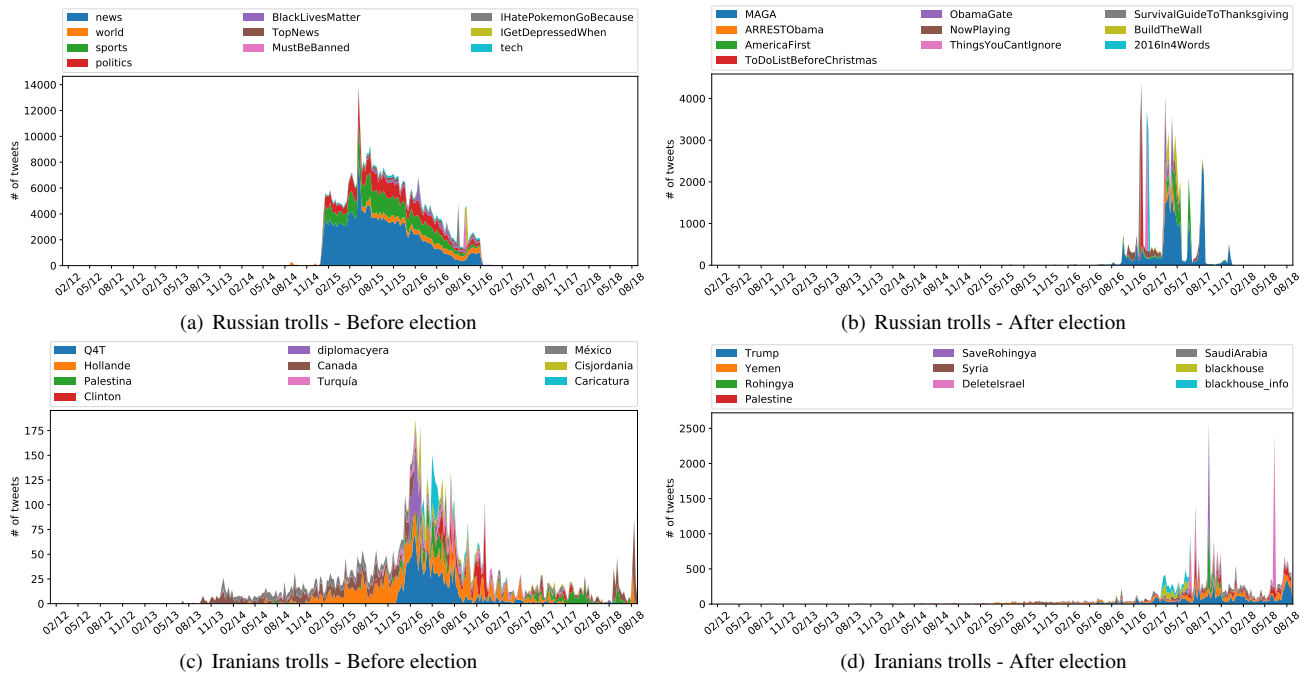 news BlackLivesMatter IHatePokemonGoBecause
world TopNews IGetDepressedWhen
sports MustBeBanned tech
politics
# of tweets
14000
12000
10000
8000
6000
4000
2000
0
02/12 05/12 08/12 11/12 02/13 05/13 08/13 11/13 02/14 05/14 08/14 11/14 02/15 05/15 08/15 11/15 02/16 05/16 08/16 11/16 02/17 05/17 08/17 11/17 02/18 05/18 08/18
(a) Russian trolls - Before election
MAGA ObamaGate SurvivalGuideToThanksgiving
ARRESTObama NowPlaying BuildTheWall
AmericaFirst ThingsYouCantIgnore 2016In4Words
ToDoListBeforeChristmas
# of tweets
4000
3000
2000
1000
0
02/12 05/12 08/12 11/12 02/13 05/13 08/13 11/13 02/14 05/14 08/14 11/14 02/15 05/15 08/15 11/15 02/16 05/16 08/16 11/16 02/17 05/17 08/17 11/17 02/18 05/18 08/18
(b) Russian trolls - After election
Q4T diplomacyera México
Hollande Canada Cisjordania
Palestina Turquía Caricatura
Clinton
# of tweets
175
150
125
100
75
50
25
0
02/12 05/12 08/12 11/12 02/13 05/13 08/13 11/13 02/14 05/14 08/14 11/14 02/15 05/15 08/15 11/15 02/16 05/16 08/16 11/16 02/17 05/17 08/17 11/17 02/18 05/18 08/18
(c) Iranians trolls - Before election
Trump SaveRohingya SaudiArabia
Yemen Syria blackhouse
Rohingya DeleteIsrael blackhouse_info
Palestine
# of tweets
2500
2000
1500
1000
500
0
02/12 05/12 08/12 11/12 02/13 05/13 08/13 11/13 02/14 05/14 08/14 11/14 02/15 05/15 08/15 11/15 02/16 05/16 08/16 11/16 02/17 05/17 08/17 11/17 02/18 05/18 08/18
(d) Iranians trolls - After election